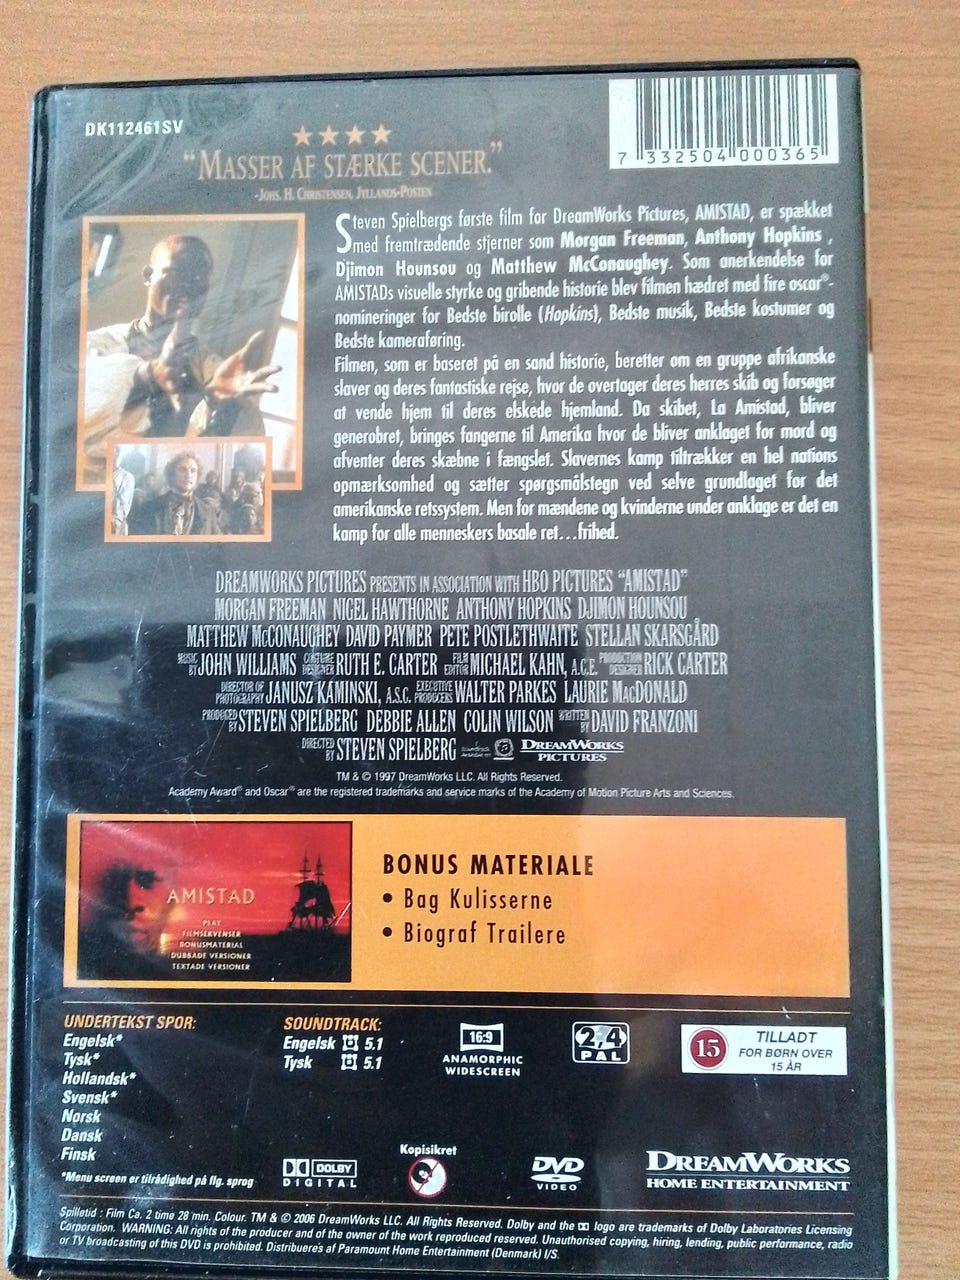 DK112461SV
7 332504 000365
"MASSER AF STÆRKE SCENER."
-JOHS. H. CHRISTENSEN, JYLLANDS-POSTEN
Steven Spielbergs første film for DreamWorks Pictures, AMISTAD, er spækket
med fremtrædende stjerner som Morgan Freeman, Anthony Hopkins ,
Djimon Hounsou og Matthew McConaughey. Som anerkendelse for
AMISTADs visuelle styrke og gribende historie blev filmen hædret med fire oscar®-
nomineringer for Bedste birolle (Hopkins), Bedste musik, Bedste kostumer og
Bedste kameraføring.
Filmen, som er baseret på en sand historie, beretter om en gruppe afrikanske
slaver og deres fantastiske rejse, hvor de overtager deres herres skib og forsøger
at vende hjem til deres elskede hjemland. Da skibet, La Amistad, bliver
generobret, bringes fangerne til Amerika hvor de bliver anklaget for mord og
afventer deres skæbne i fængslet. Slavernes kamp tiltrækker en hel nations
opmærksomhed og sætter spørgsmålstegn ved selve grundlaget for det
amerikanske retssystem. Men for mændene og kvinderne under anklage er det en
kamp for alle menneskers basale ret...frihed.
DREAMWORKS PICTURES PRESENTS IN ASSOCIATION WITH HBO PICTURES "AMISTAD"
MORGAN FREEMAN NIGEL HAWTHORNE ANTHONY HOPKINS DJIMON HOUNSOU
MATTHEW McCONAUGHEY DAVID PAYMER PETE POSTLETHWAITE STELLAN SKARSGÅRD
MUSIC BY JOHN WILLIAMS COSTUME DESIGNER RUTH E. CARTER FILM EDITOR MICHAEL KAHN, A.C.E. PRODUCTION DESIGNER RICK CARTER
DIRECTOR OF PHOTOGRAPHY JANUSZ KAMINSKI, A.S.C. EXECUTIVE PRODUCERS WALTER PARKES LAURIE MacDONALD
PRODUCED BY STEVEN SPIELBERG DEBBIE ALLEN COLIN WILSON WRITTEN BY DAVID FRANZONI
DIRECTED BY STEVEN SPIELBERG DREAMWORKS PICTURES
TM & © 1997 DreamWorks LLC. All Rights Reserved.
Academy Award® and Oscar® are the registered trademarks and service marks of the Academy of Motion Picture Arts and Sciences.
AMISTAD
PLAY
FILMSEKVENSER
BONUSMATERIAL
DUBBADE VERSIONER
TEXTADE VERSIONER
BONUS MATERIALE
• Bag Kulisserne
• Biograf Trailere
UNDERTEKST SPOR:
Engelsk*
Tysk*
Hollandsk*
Svensk*
Norsk
Dansk
Finsk
*Menu screen er tilrådighed på flg. sprog
SOUNDTRACK:
Engelsk 5.1
Tysk 5.1
16:9
ANAMORPHIC
WIDESCREEN
2,4
PAL
15
TILLADT
FOR BØRN OVER
15 ÅR
DOLBY
DIGITAL
Kopisikret
DVD
VIDEO
DREAMWORKS
HOME ENTERTAINMENT
Spilletid : Film Ca. 2 time 28 min. Colour. TM & © 2006 DreamWorks LLC. All Rights Reserved. Dolby and the logo are trademarks of Dolby Laboratories Licensing
Corporation. WARNING: All rights of the producer and of the owner of the work reproduced reserved. Unauthorised copying, hiring, lending, public performance, radio
or TV broadcasting of this DVD is prohibited. Distribueres af Paramount Home Entertainment (Denmark) I/S.